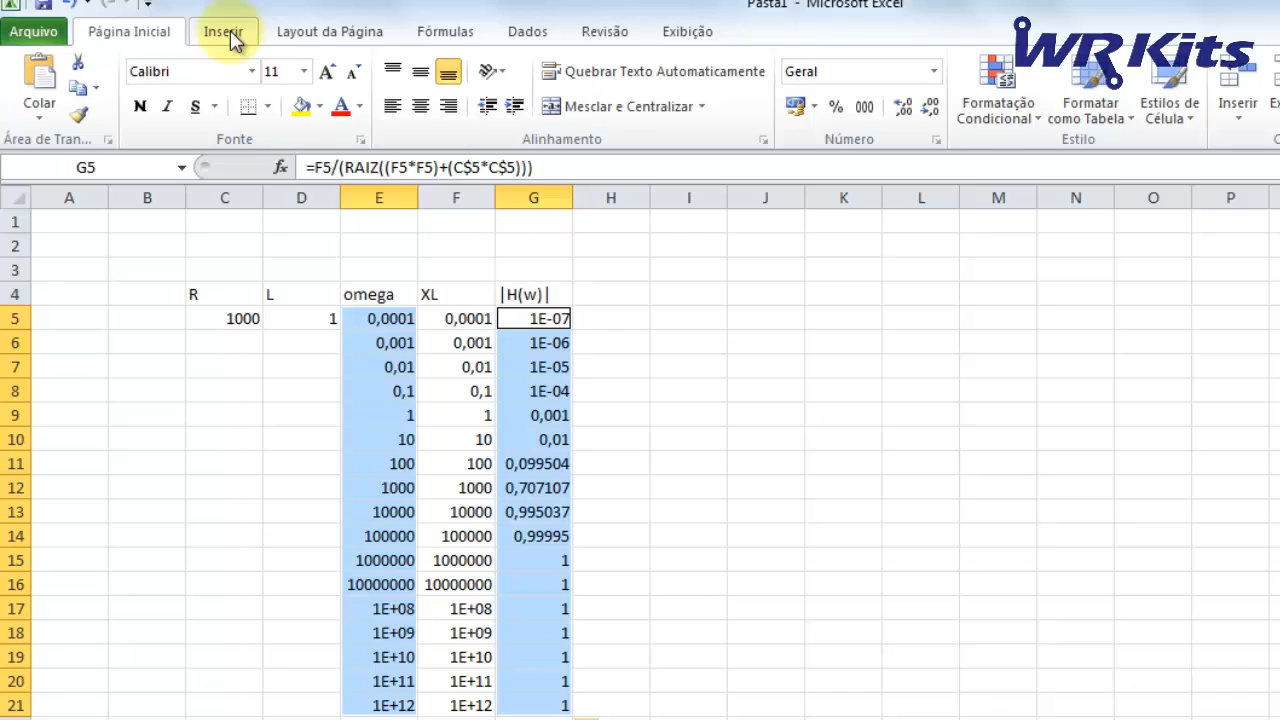 Pasta1 - Microsoft Excel
Arquivo Página Inicial Inserir Layout da Página Fórmulas Dados Revisão Exibição
WR Kits
Colar
Calibri 11 A A
N I S A
Quebrar Texto Automaticamente
Mesclar e Centralizar
Geral
% 000 ,00 ,0
Formatação Condicional
Formatar como Tabela
Estilos de Célula
Inserir
Área de Tran... Fonte Alinhamento Número Estilo
G5 fx =F5/(RAIZ((F5*F5)+(C$5*C$5)))
A B C D E F G H I J K L M N O P
1
2
3
4 R L omega XL |H(w)|
5 1000 1 0,0001 0,0001 1E-07
6 0,001 0,001 1E-06
7 0,01 0,01 1E-05
8 0,1 0,1 1E-04
9 1 1 0,001
10 10 10 0,01
11 100 100 0,099504
12 1000 1000 0,707107
13 10000 10000 0,995037
14 100000 100000 0,99995
15 1000000 1000000 1
16 10000000 10000000 1
17 1E+08 1E+08 1
18 1E+09 1E+09 1
19 1E+10 1E+10 1
20 1E+11 1E+11 1
21 1E+12 1E+12 1